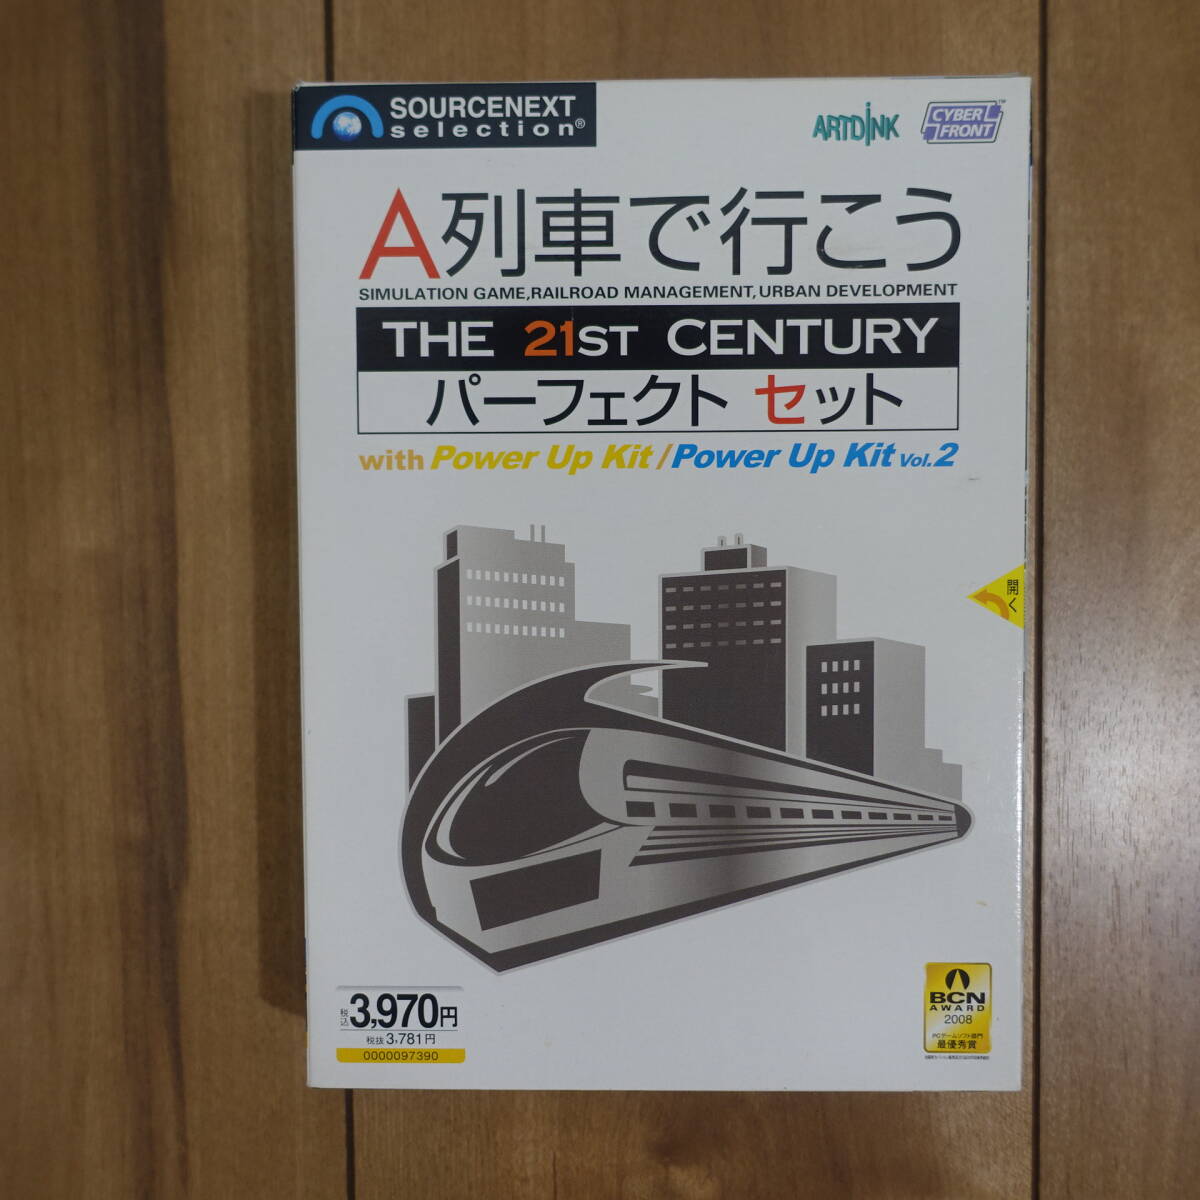 SOURCENEXT
selection®
ARTDINK
CYBER FRONT™
A列車で行こう
SIMULATION GAME,RAILROAD MANAGEMENT,URBAN DEVELOPMENT
THE 21ST CENTURY
パーフェクト セット
with Power Up Kit/Power Up Kit Vol.2
開く
税込 3,970円
税抜 3,781円
0000097390
BCN
AWARD
2008
PCゲームソフト部門
最優秀賞